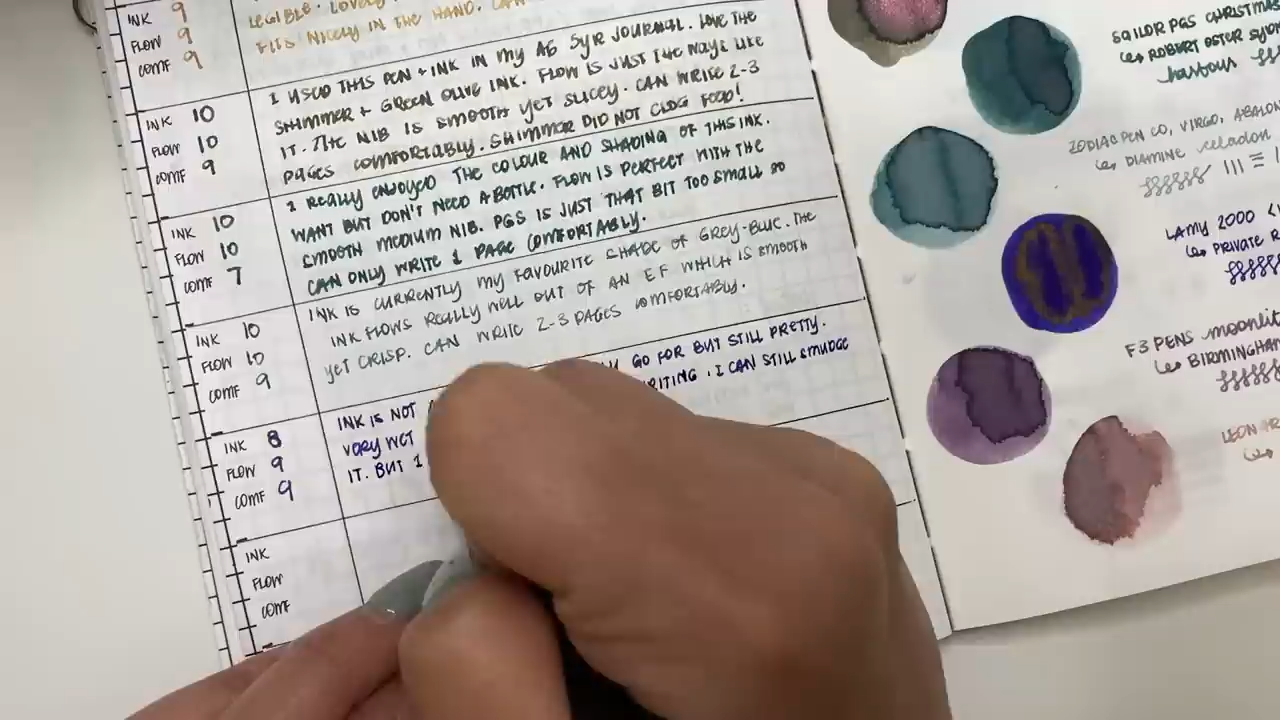 INK 9
FLOW 9
COMF 9
LEGIBLE. LOVELY
FITS NICELY IN THE HAND. CAN
INK 10
FLOW 10
COMF 9
I USED THIS PEN + INK IN MY A6 5YR JOURNAL. LOVE THE
SHIMMER + GREEN OLIVE INK. FLOW IS JUST THE WAY I LIKE
IT. THE NIB IS SMOOTH YET SLICEY. CAN WRITE 2-3
PAGES COMFORTABLY. SHIMMER DID NOT CLOG FEED!
INK 10
FLOW 10
COMF 7
I REALLY ENJOYED THE COLOUR AND SHADING OF THIS INK.
WANT BUT DON'T NEED A BOTTLE. FLOW IS PERFECT WITH THE
SMOOTH MEDIUM NIB. PGS IS JUST THAT BIT TOO SMALL SO
CAN ONLY WRITE 1 PAGE COMFORTABLY.
INK 10
FLOW 10
COMF 9
INK IS CURRENTLY MY FAVOURITE SHADE OF GREY-BLUE. THE
INK FLOWS REALLY WELL OUT OF AN EF WHICH IS SMOOTH
YET CRISP. CAN WRITE 2-3 PAGES COMFORTABLY.
INK 8
FLOW 9
COMF 9
INK IS NOT GO FOR BUT STILL PRETTY.
VERY WET WRITING. I CAN STILL SMUDGE
IT. BUT I
INK
FLOW
COMF
SAILOR PGS CHRISTMAS
ROBERT OSTER SYDNEY
harbour
ZODIAC PEN CO, VIRGO, ABALONE
DIAMINE celadon
LAMY 2000
PRIVATE R
F3 PENS moonlit
BIRMINGHAM
LEONAR